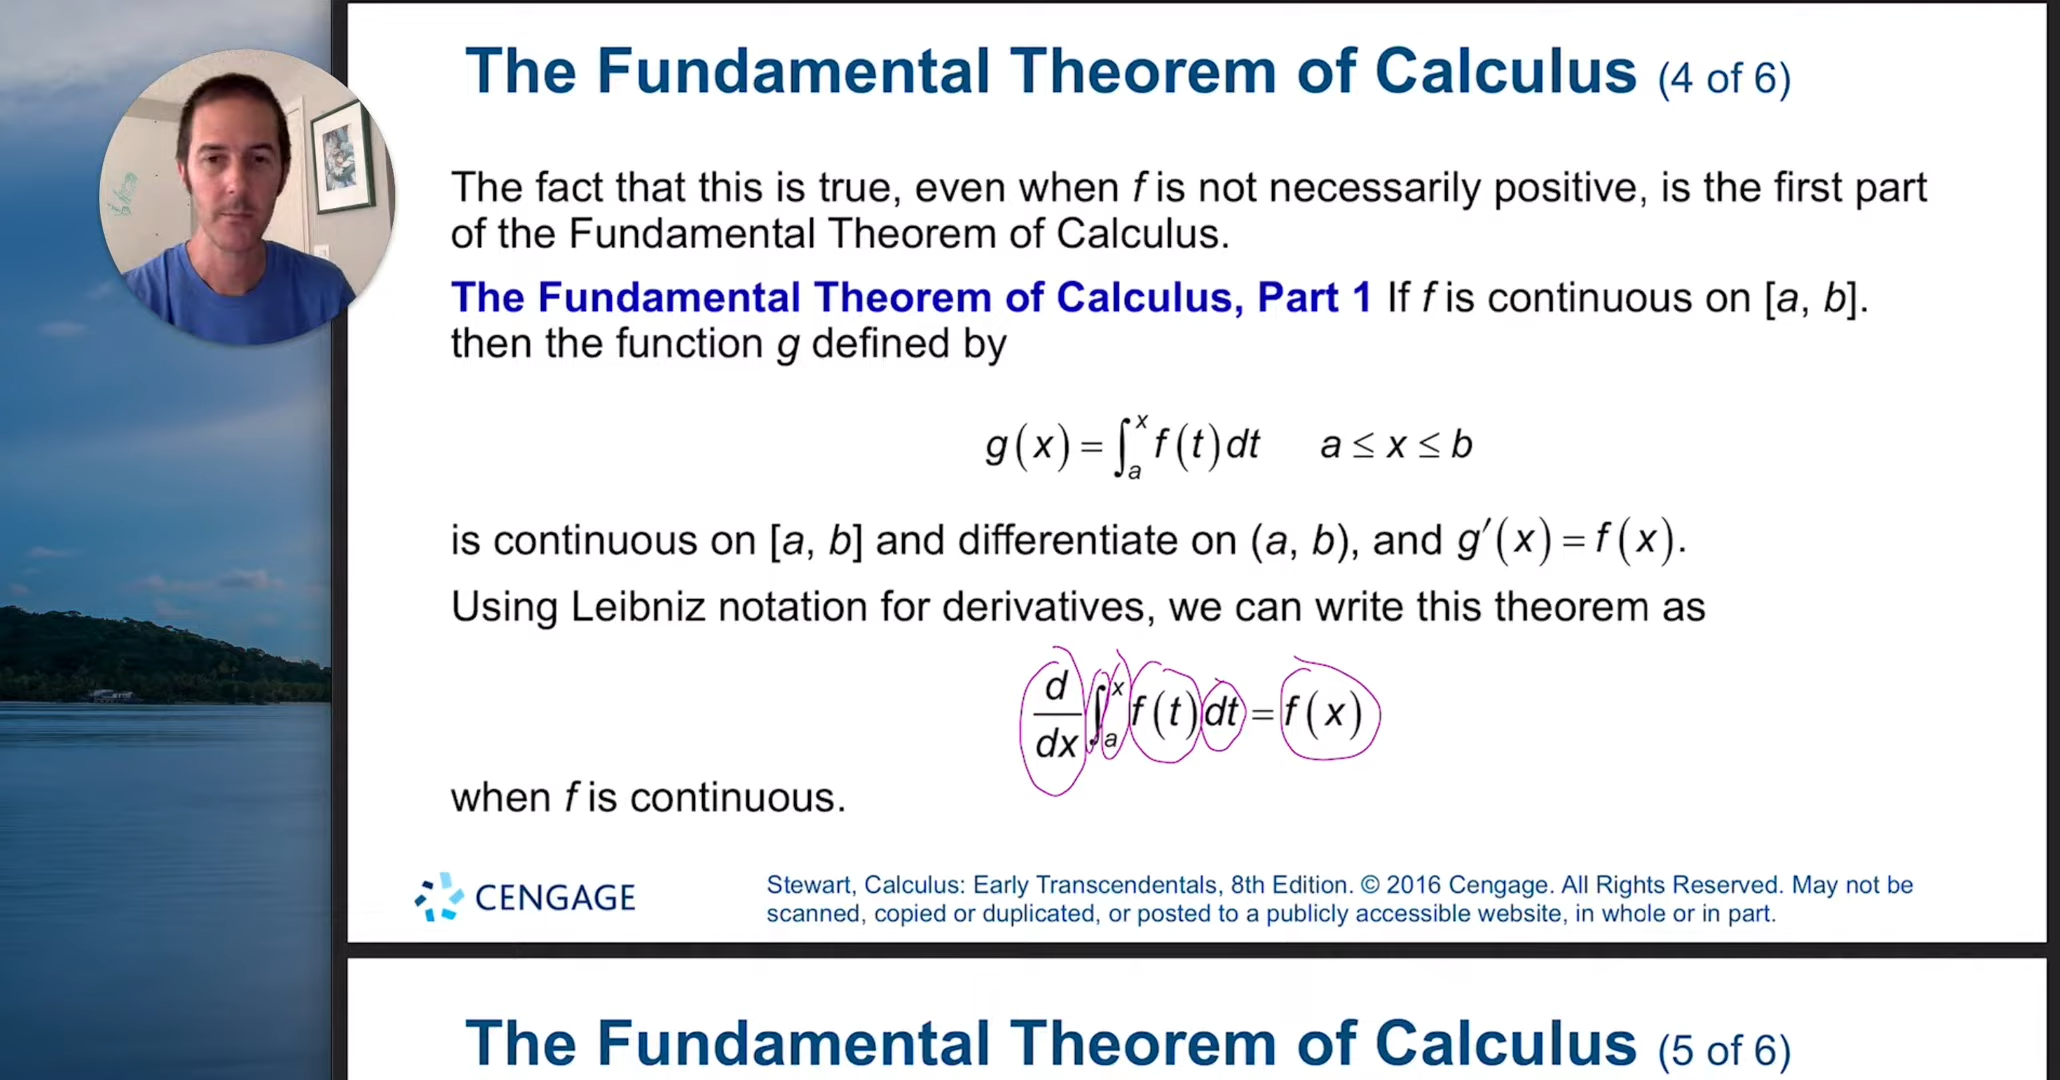 The Fundamental Theorem of Calculus (4 of 6)
The fact that this is true, even when f is not necessarily positive, is the first part
of the Fundamental Theorem of Calculus.
The Fundamental Theorem of Calculus, Part 1 If f is continuous on [a, b].
then the function g defined by
g(x) = ∫ₐˣ f(t)dt a ≤ x ≤ b
is continuous on [a, b] and differentiate on (a, b), and g′(x) = f(x).
Using Leibniz notation for derivatives, we can write this theorem as
d/dx ∫ₐˣ f(t)dt = f(x)
when f is continuous.
CENGAGE
Stewart, Calculus: Early Transcendentals, 8th Edition. © 2016 Cengage. All Rights Reserved. May not be
scanned, copied or duplicated, or posted to a publicly accessible website, in whole or in part.
The Fundamental Theorem of Calculus (5 of 6)